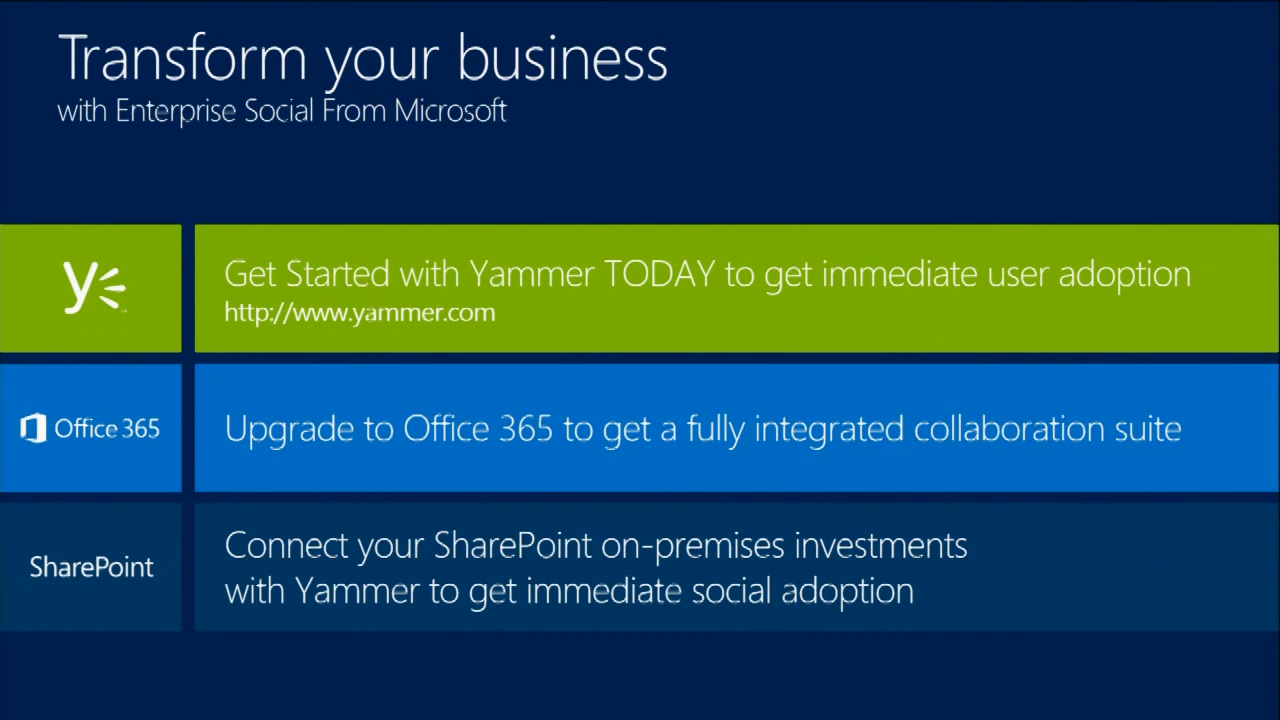 Transform your business
with Enterprise Social From Microsoft
y
Get Started with Yammer TODAY to get immediate user adoption
http://www.yammer.com
Office 365
Upgrade to Office 365 to get a fully integrated collaboration suite
SharePoint
Connect your SharePoint on-premises investments
with Yammer to get immediate social adoption